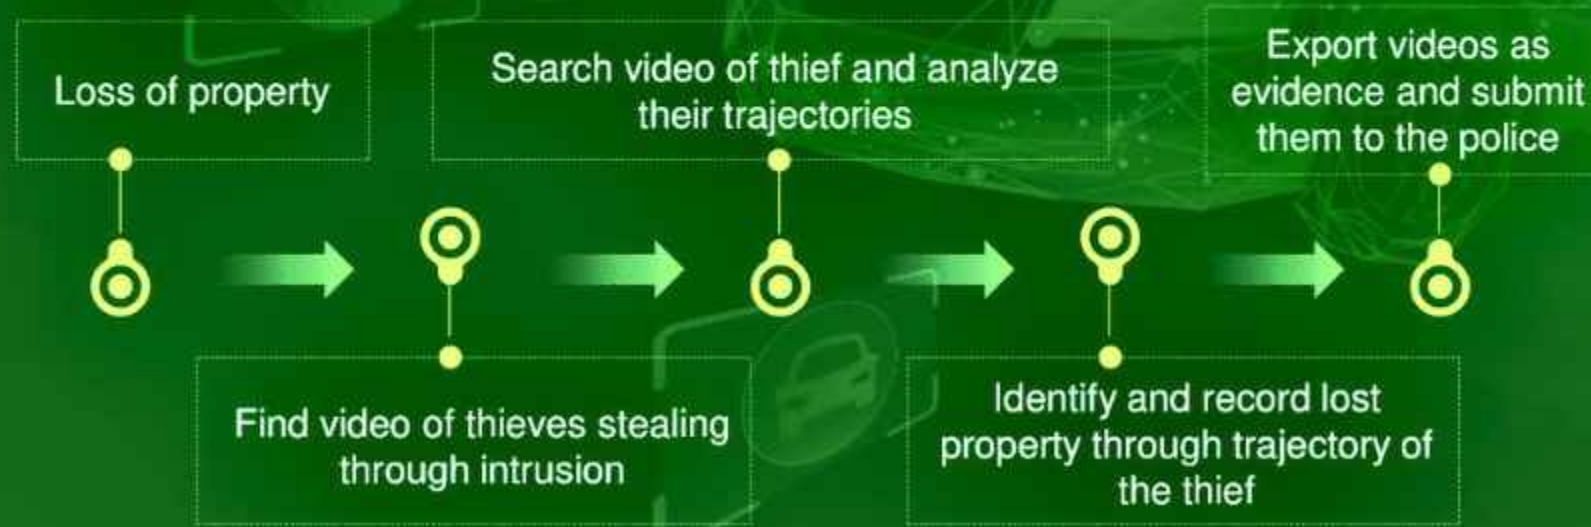 Loss of property
Find video of thieves stealing
through intrusion
Search video of thief and analyze
their trajectories
Identify and record lost
property through trajectory of
the thief
Export videos as
evidence and submit
them to the police